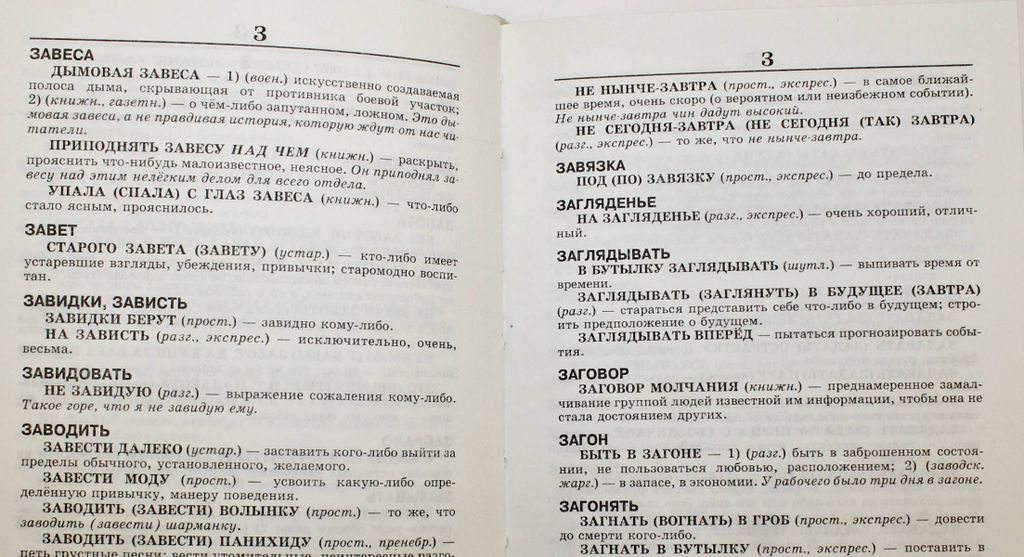 З
ЗАВЕСА
ДЫМОВАЯ ЗАВЕСА — 1) (воен.) искусственно создаваемая
полоса дыма, скрывающая от противника боевой участок;
2) (книжн., газетн.) — о чём-либо запутанном, ложном. Это ды-
мовая завеса, а не правдивая история, которую ждут от нас чи-
татели.
ПРИПОДНЯТЬ ЗАВЕСУ НАД ЧЕМ (книжн.) — раскрыть,
прояснить что-нибудь малоизвестное, неясное. Он приподнял за-
весу над этим нелёгким делом для всего отдела.
УПАЛА (СПАЛА) С ГЛАЗ ЗАВЕСА (книжн.) — что-либо
стало ясным, прояснилось.
ЗАВЕТ
СТАРОГО ЗАВЕТА (ЗАВЕТУ) (устар.) — кто-либо имеет
устаревшие взгляды, убеждения, привычки; старомодно воспи-
тан.
ЗАВИДКИ, ЗАВИСТЬ
ЗАВИДКИ БЕРУТ (прост.) — завидно кому-либо.
НА ЗАВИСТЬ (разг., экспрес.) — исключительно, очень,
весьма.
ЗАВИДОВАТЬ
НЕ ЗАВИДУЮ (разг.) — выражение сожаления кому-либо.
Такое горе, что я не завидую ему.
ЗАВОДИТЬ
ЗАВЕСТИ ДАЛЕКО (устар.) — заставить кого-либо выйти за
пределы обычного, установленного, желаемого.
ЗАВЕСТИ МОДУ (прост.) — усвоить какую-либо опре-
делённую привычку, манеру поведения.
ЗАВОДИТЬ (ЗАВЕСТИ) ВОЛЫНКУ (прост.) — то же, что
заводить (завести) шарманку.
ЗАВОДИТЬ (ЗАВЕСТИ) ПАНИХИДУ (прост., пренебр.) —
петь грустные песни; вести утомительные, неинтересные разго-
З
НЕ НЫНЧЕ-ЗАВТРА (прост., экспрес.) — в самое ближай-
шее время, очень скоро (о вероятном или неизбежном событии).
Не нынче-завтра чин дадут высокий.
НЕ СЕГОДНЯ-ЗАВТРА (НЕ СЕГОДНЯ (ТАК) ЗАВТРА)
(разг., экспрес.) — то же, что не нынче-завтра.
ЗАВЯЗКА
ПОД (ПО) ЗАВЯЗКУ (прост., экспрес.) — до предела.
ЗАГЛЯДЕНЬЕ
НА ЗАГЛЯДЕНЬЕ (разг., экспрес.) — очень хороший, отлич-
ный.
ЗАГЛЯДЫВАТЬ
В БУТЫЛКУ ЗАГЛЯДЫВАТЬ (шутл.) — выпивать время от
времени.
ЗАГЛЯДЫВАТЬ (ЗАГЛЯНУТЬ) В БУДУЩЕЕ (ЗАВТРА)
(разг.) — стараться представить себе что-либо в будущем; стро-
ить предположение о будущем.
ЗАГЛЯДЫВАТЬ ВПЕРЁД — пытаться прогнозировать собы-
тия.
ЗАГОВОР
ЗАГОВОР МОЛЧАНИЯ (книжн.) — преднамеренное замал-
чивание группой людей известной им информации, чтобы она не
стала достоянием других.
ЗАГОН
БЫТЬ В ЗАГОНЕ — 1) (разг.) быть в заброшенном состоя-
нии, не пользоваться любовью, расположением; 2) (заводск.
жарг.) — в запасе, в экономии. У рабочего было три дня в загоне.
ЗАГОНЯТЬ
ЗАГНАТЬ (ВОГНАТЬ) В ГРОБ (прост., экспрес.) — довести
до смерти кого-либо.
ЗАГНАТЬ В БУТЫЛКУ (прост., экспрес.) — поставить в